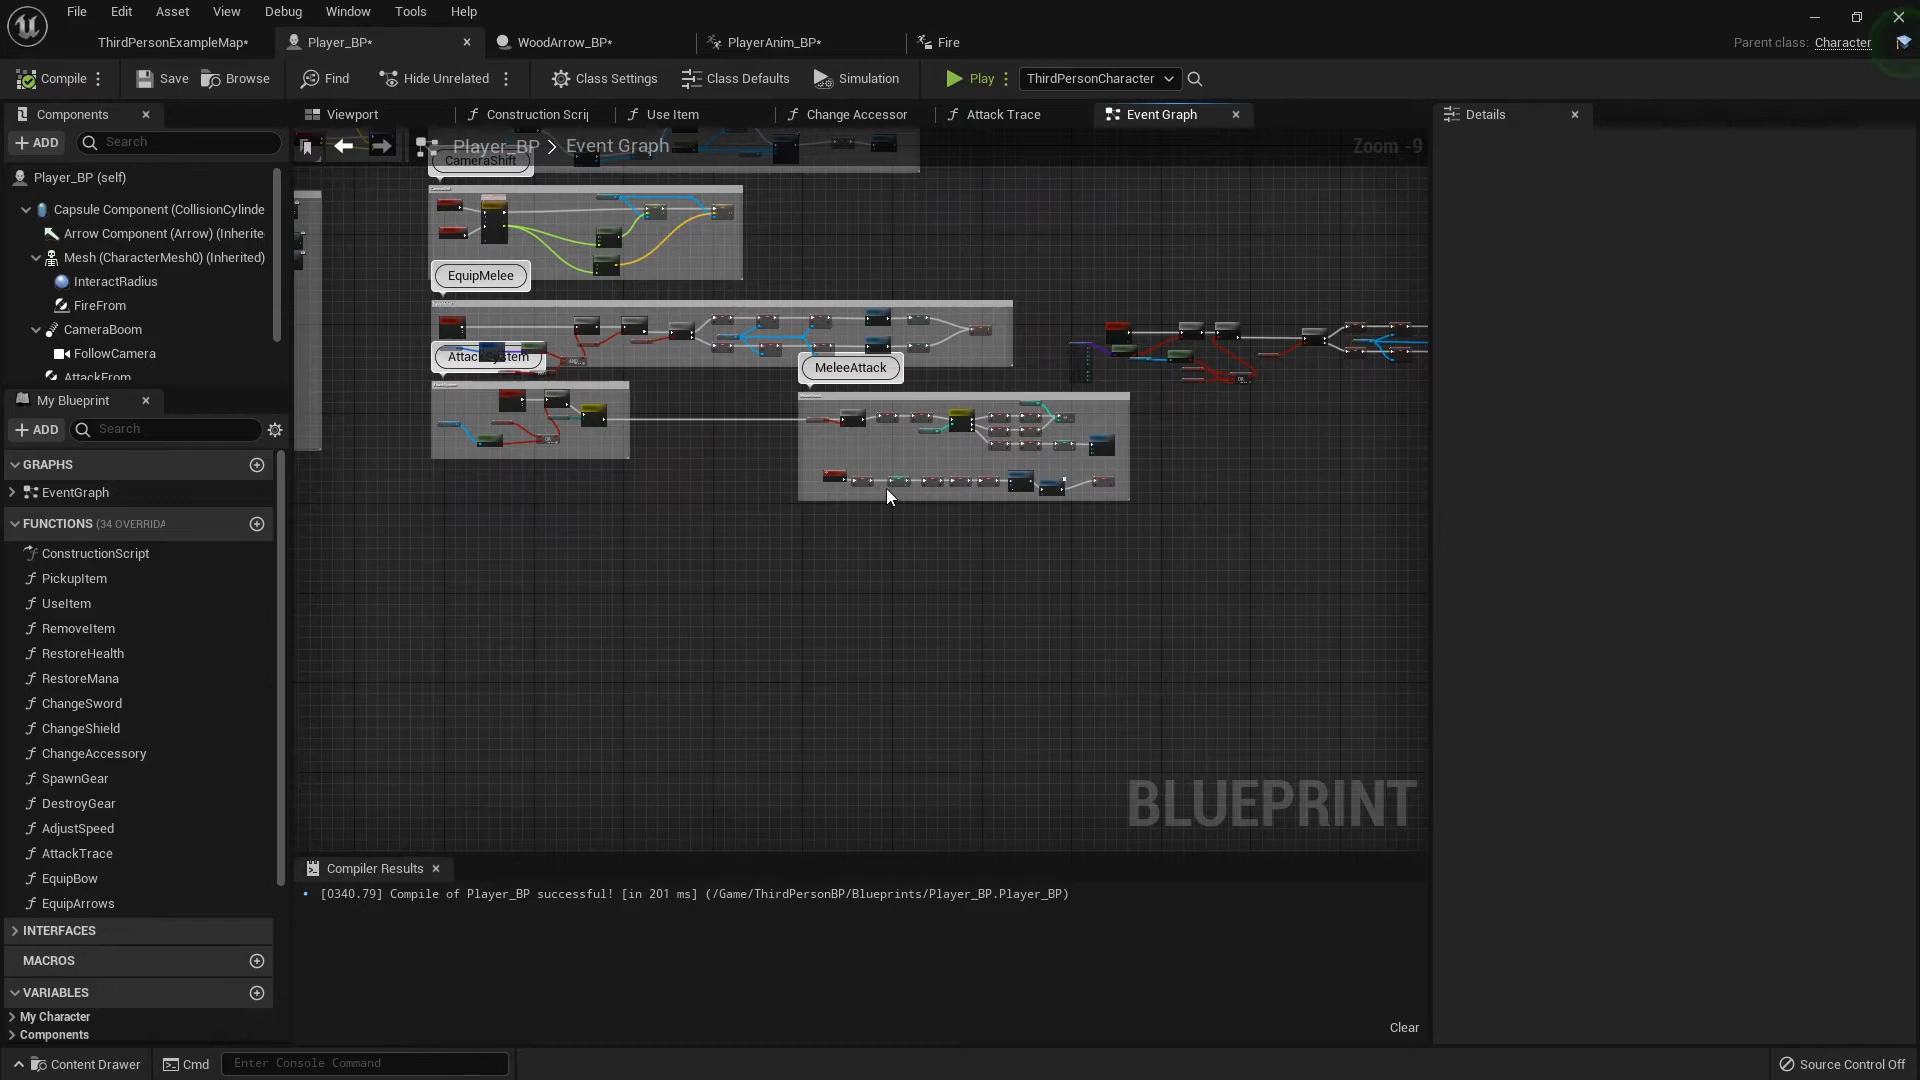 File Edit Asset View Debug Window Tools Help
ThirdPersonExampleMap* Player_BP* WoodArrow_BP* PlayerAnim_BP* Fire Parent class: Character
Compile Save Browse Find Hide Unrelated Class Settings Class Defaults Simulation Play ThirdPersonCharacter
Components Viewport Construction Scrip Use Item Change Accessor Attack Trace Event Graph Details
ADD Search
Player_BP > Event Graph Zoom -9
CameraShift
Player_BP (self)
Capsule Component (CollisionCylinde
Arrow Component (Arrow) (Inherite
Mesh (CharacterMesh0) (Inherited)
InteractRadius
FireFrom
CameraBoom
FollowCamera
AttackFrom
EquipMelee
AttackSystem
MeleeAttack
My Blueprint
ADD Search
GRAPHS
EventGraph
FUNCTIONS (34 OVERRIDA
ConstructionScript
PickupItem
UseItem
RemoveItem
RestoreHealth
RestoreMana
ChangeSword
ChangeShield
ChangeAccessory
SpawnGear
DestroyGear
AdjustSpeed
AttackTrace
EquipBow
EquipArrows
INTERFACES
MACROS
VARIABLES
My Character
Components
BLUEPRINT
Compiler Results
[0340.79] Compile of Player_BP successful! [in 201 ms] (/Game/ThirdPersonBP/Blueprints/Player_BP.Player_BP)
Clear
Content Drawer Cmd Enter Console Command Source Control Off